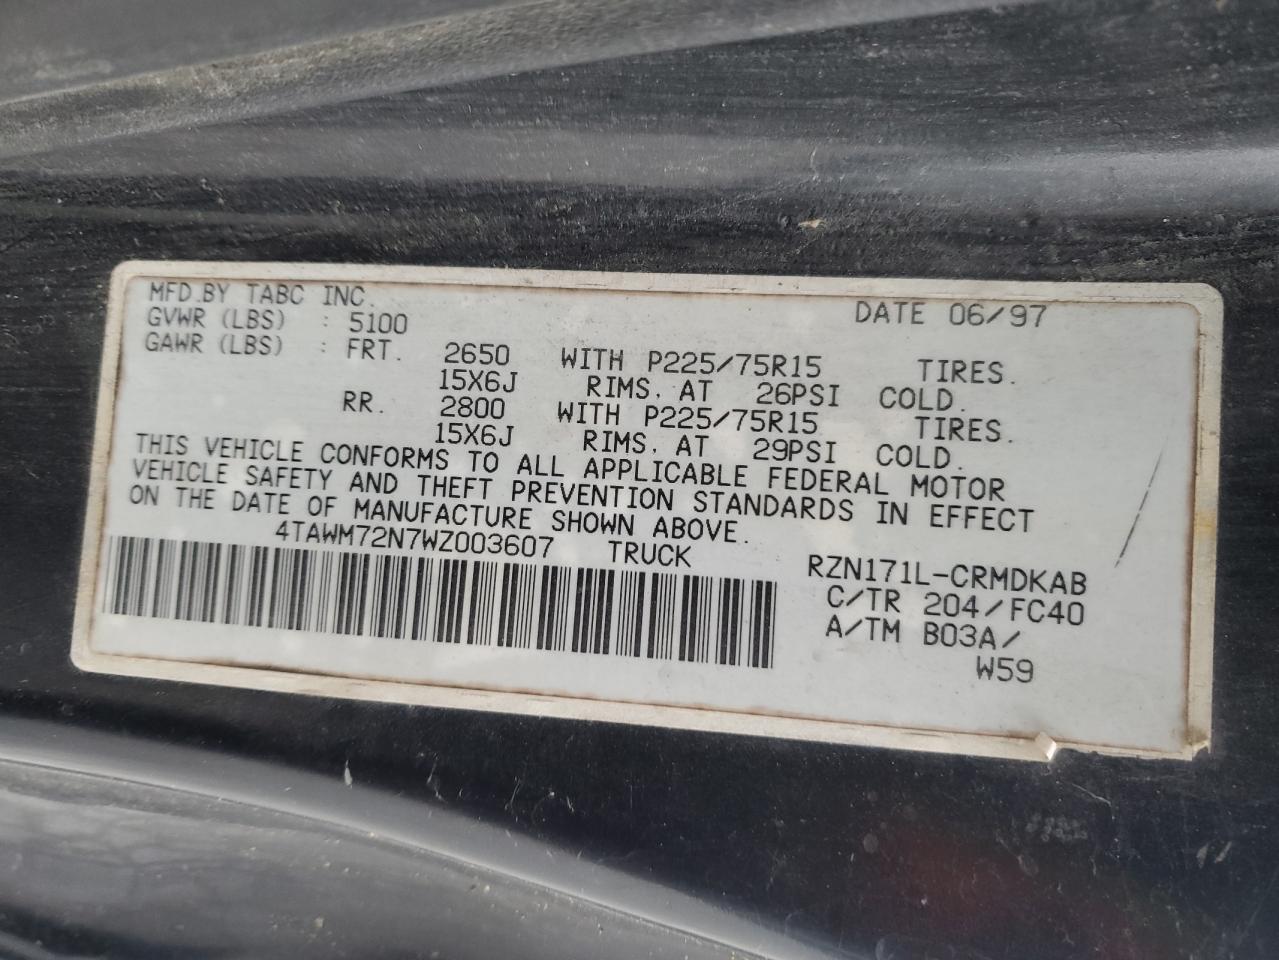 MFD.BY TABC INC. DATE 06/97
GVWR (LBS) : 5100
GAWR (LBS) : FRT. 2650 WITH P225/75R15 TIRES.
15X6J RIMS, AT 26PSI COLD.
RR. 2800 WITH P225/75R15 TIRES.
15X6J RIMS, AT 29PSI COLD.
THIS VEHICLE CONFORMS TO ALL APPLICABLE FEDERAL MOTOR
VEHICLE SAFETY AND THEFT PREVENTION STANDARDS IN EFFECT
ON THE DATE OF MANUFACTURE SHOWN ABOVE.
4TAWM72N7WZ003607 TRUCK
RZN171L-CRMDKAB
C/TR 204/FC40
A/TM B03A/
W59